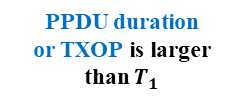 PPDU duration
or TXOP is larger
than T₁